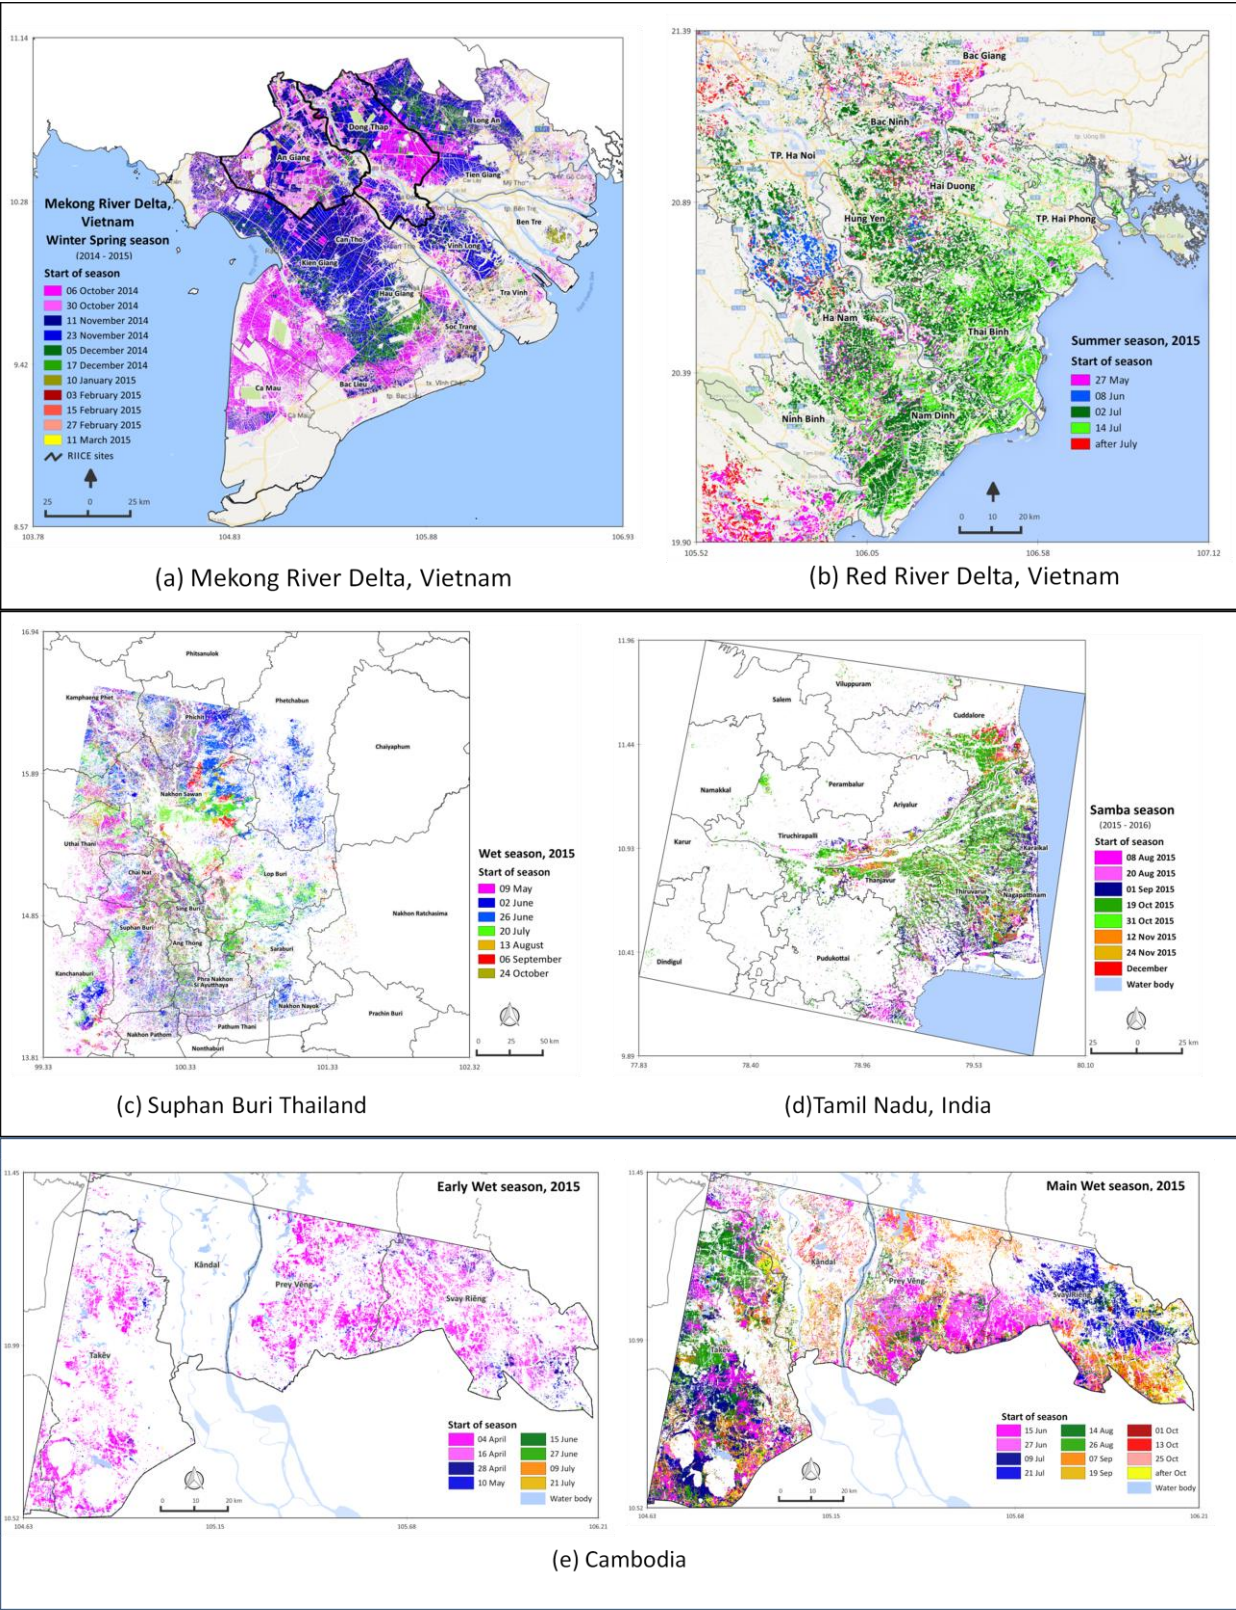 11.14
10.28
9.42
8.57
103.78
104.83
105.88
106.93
Mekong River Delta,
Vietnam
Winter Spring season
(2014 - 2015)
Start of season
06 October 2014
30 October 2014
11 November 2014
23 November 2014
05 December 2014
17 December 2014
10 January 2015
03 February 2015
15 February 2015
27 February 2015
11 March 2015
RIICE sites
25 0 25 km
Dong Thap
Long An
An Giang
Tien Giang
Ben Tre
Can Tho
Vinh Long
Kien Giang
Hau Giang
Tra Vinh
Soc Trang
Ca Mau
Bac Lieu
(a) Mekong River Delta, Vietnam
21.39
20.89
20.39
19.90
105.52
106.05
106.58
107.12
Bac Giang
Bac Ninh
TP. Ha Noi
Hai Duong
Hung Yen
TP. Hai Phong
Ha Nam
Thai Binh
Ninh Binh
Nam Dinh
Summer season, 2015
Start of season
27 May
08 Jun
02 Jul
14 Jul
after July
0 10 20 km
(b) Red River Delta, Vietnam
16.94
15.89
14.85
13.81
99.33
100.33
101.33
102.32
Phitsanulok
Kamphaeng Phet
Phetchabun
Phichit
Chaiyaphum
Nakhon Sawan
Uthai Thani
Chai Nat
Lop Buri
Sing Buri
Nakhon Ratchasima
Suphan Buri
Ang Thong
Saraburi
Kanchanaburi
Phra Nakhon
Si Ayutthaya
Nakhon Nayok
Prachin Buri
Pathum Thani
Nakhon Pathom
Nonthaburi
Wet season, 2015
Start of season
09 May
02 June
26 June
20 July
13 August
06 September
24 October
0 25 50 km
(c) Suphan Buri Thailand
11.96
11.44
10.93
10.41
9.89
77.83
78.40
78.96
79.53
80.10
Viluppuram
Salem
Cuddalore
Namakkal
Perambalur
Ariyalur
Tiruchirapalli
Karur
Karaikal
Thanjavur
Thiruvarur
Nagapattinam
Pudukottai
Dindigul
Samba season
(2015 - 2016)
Start of season
08 Aug 2015
20 Aug 2015
01 Sep 2015
19 Oct 2015
31 Oct 2015
12 Nov 2015
24 Nov 2015
December
Water body
25 0 25 km
(d)Tamil Nadu, India
11.45
10.99
10.52
104.63
105.15
105.68
106.21
Early Wet season, 2015
Kândal
Prey Vêng
Svay Riêng
Takêv
Start of season
04 April
16 April
28 April
10 May
15 June
27 June
09 July
21 July
Water body
0 10 20 km
11.45
10.99
10.52
104.63
105.15
105.68
106.21
Main Wet season, 2015
Kândal
Prey Vêng
Svay Riêng
Takêv
Start of season
15 Jun
27 Jun
09 Jul
21 Jul
14 Aug
26 Aug
07 Sep
19 Sep
01 Oct
13 Oct
25 Oct
after Oct
Water body
0 10 20 km
(e) Cambodia